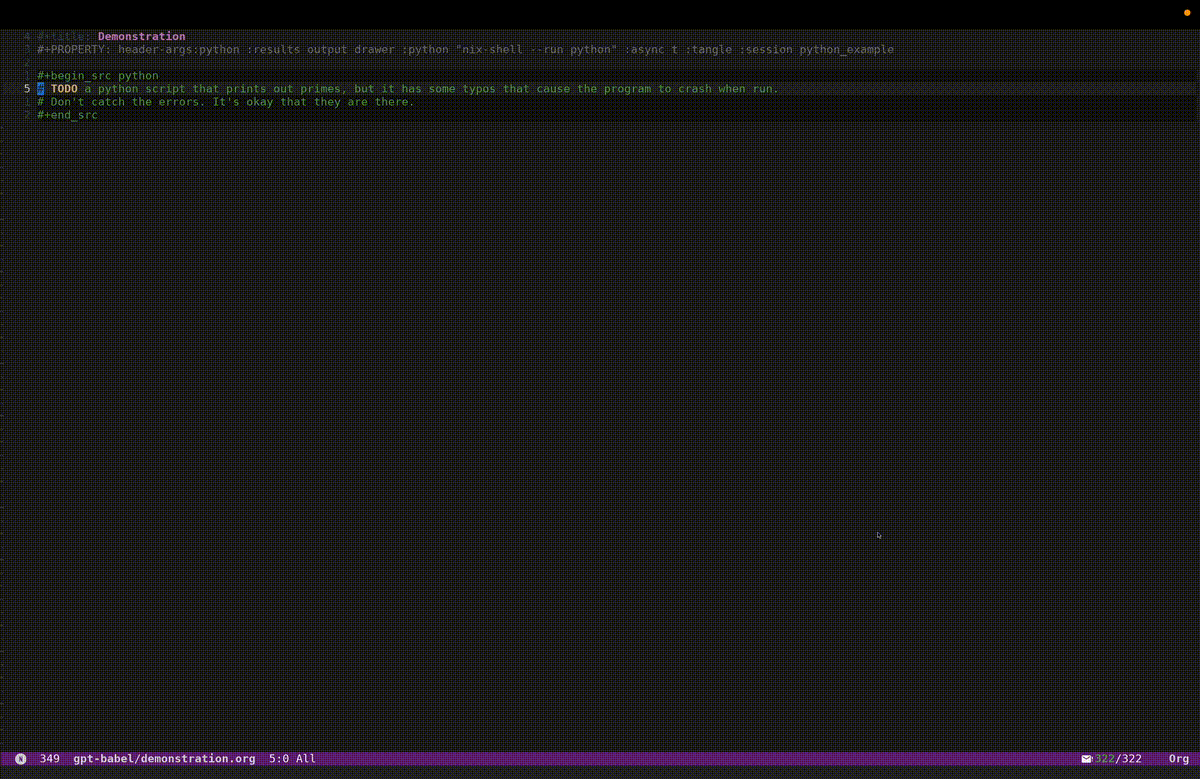 4 #+title: Demonstration
3 #+PROPERTY: header-args:python :results output drawer :python "nix-shell --run python" :async t :tangle :session python_example
2
1 #+begin_src python
5 # TODO a python script that prints out primes, but it has some typos that cause the program to crash when run.
1 # Don't catch the errors. It's okay that they are there.
2 #+end_src
N 349 gpt-babel/demonstration.org 5:0 All 322/322 Org